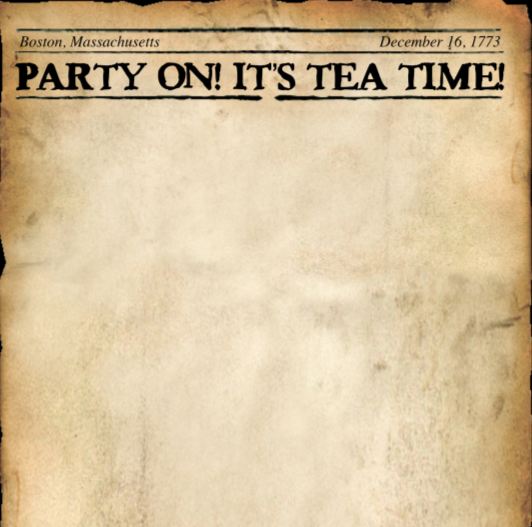 Boston, Massachusetts December 16, 1773
PARTY ON! IT'S TEA TIME!